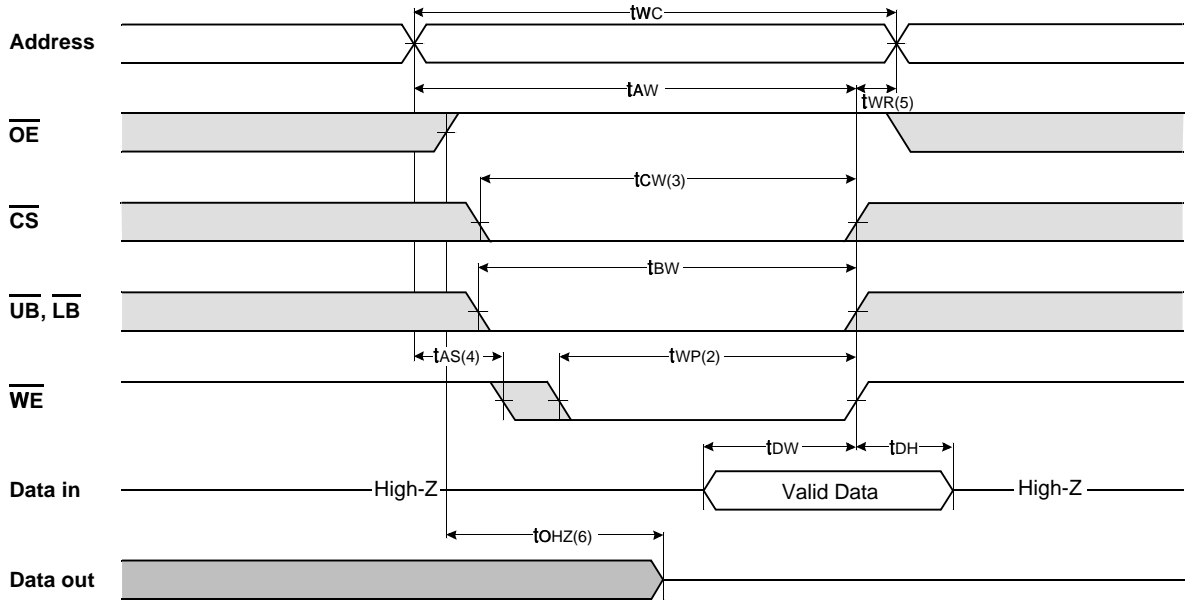 tWC
Address
tAW
tWR(5)
OE
tCW(3)
CS
tBW
UB, LB
tAS(4)
tWP(2)
WE
tDW
tDH
Data in
High-Z
Valid Data
High-Z
tOHZ(6)
Data out